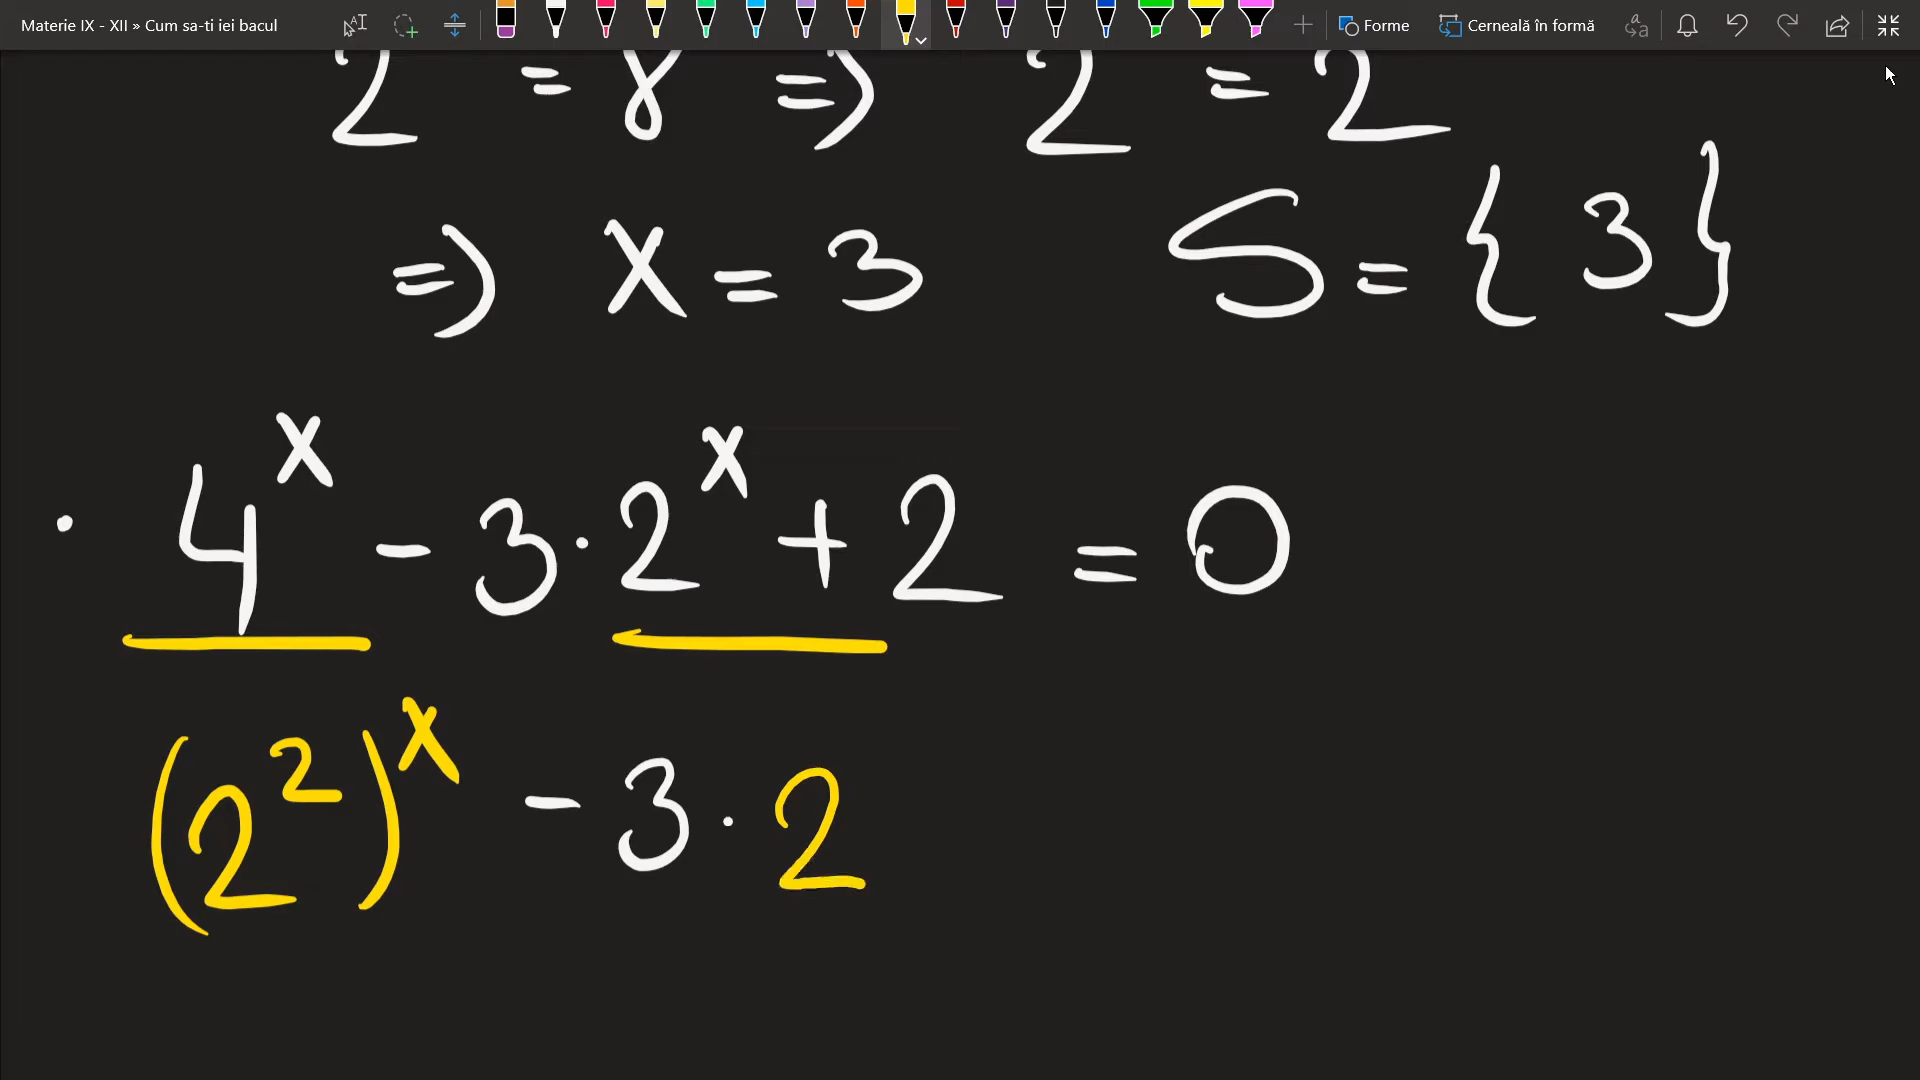 Materie IX - XII » Cum sa-ti iei bacul Forme Cerneală în formă
2 = 8 => 2 = 2
=> x = 3 S = { 3 }
· 4^x - 3 · 2^x + 2 = 0
(2^2)^x - 3 · 2